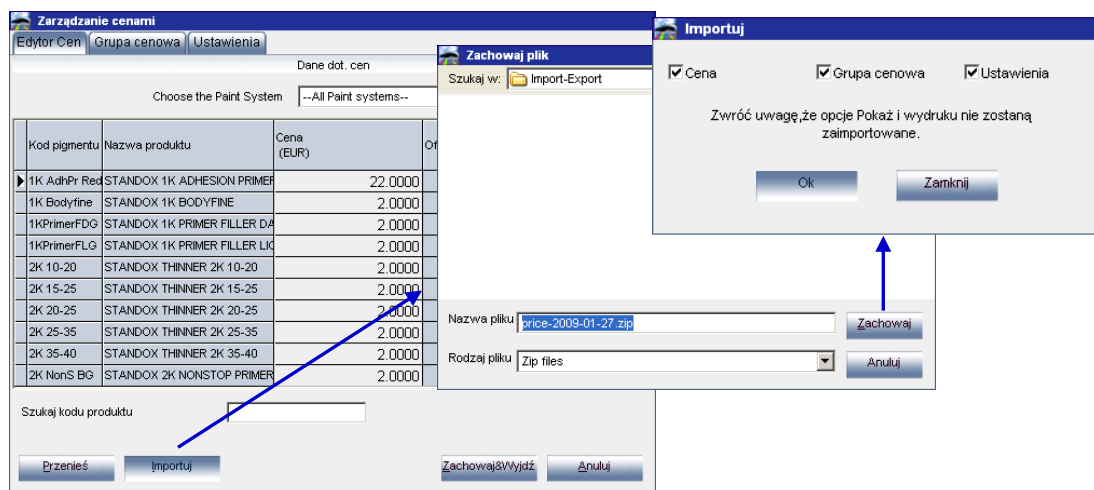 Zarządzanie cenami
Edytor Cen Grupa cenowa Ustawienia
Dane dot. cen
Choose the Paint System --All Paint systems--
Kod pigmentu Nazwa produktu Cena (EUR) Of
1K AdhPr Red STANDOX 1K ADHESION PRIMER 22.0000
1K Bodyfine STANDOX 1K BODYFINE 2.0000
1KPrimerFDG STANDOX 1K PRIMER FILLER DA 2.0000
1KPrimerFLG STANDOX 1K PRIMER FILLER LIG 2.0000
2K 10-20 STANDOX THINNER 2K 10-20 2.0000
2K 15-25 STANDOX THINNER 2K 15-25 2.0000
2K 20-25 STANDOX THINNER 2K 20-25 2.0000
2K 25-35 STANDOX THINNER 2K 25-35 2.0000
2K 35-40 STANDOX THINNER 2K 35-40 2.0000
2K NonS BG STANDOX 2K NONSTOP PRIMER 2.0000
Szukaj kodu produktu
Przenieś Importuj Zachowaj&Wyjdź Anuluj
Zachowaj plik
Szukaj w: Import-Export
Nazwa pliku price-2009-01-27.zip Zachowaj
Rodzaj pliku Zip files Anuluj
Importuj
Cena Grupa cenowa Ustawienia
Zwróć uwagę,że opcje Pokaż i wydruku nie zostaną
zaimportowane.
Ok Zamknij